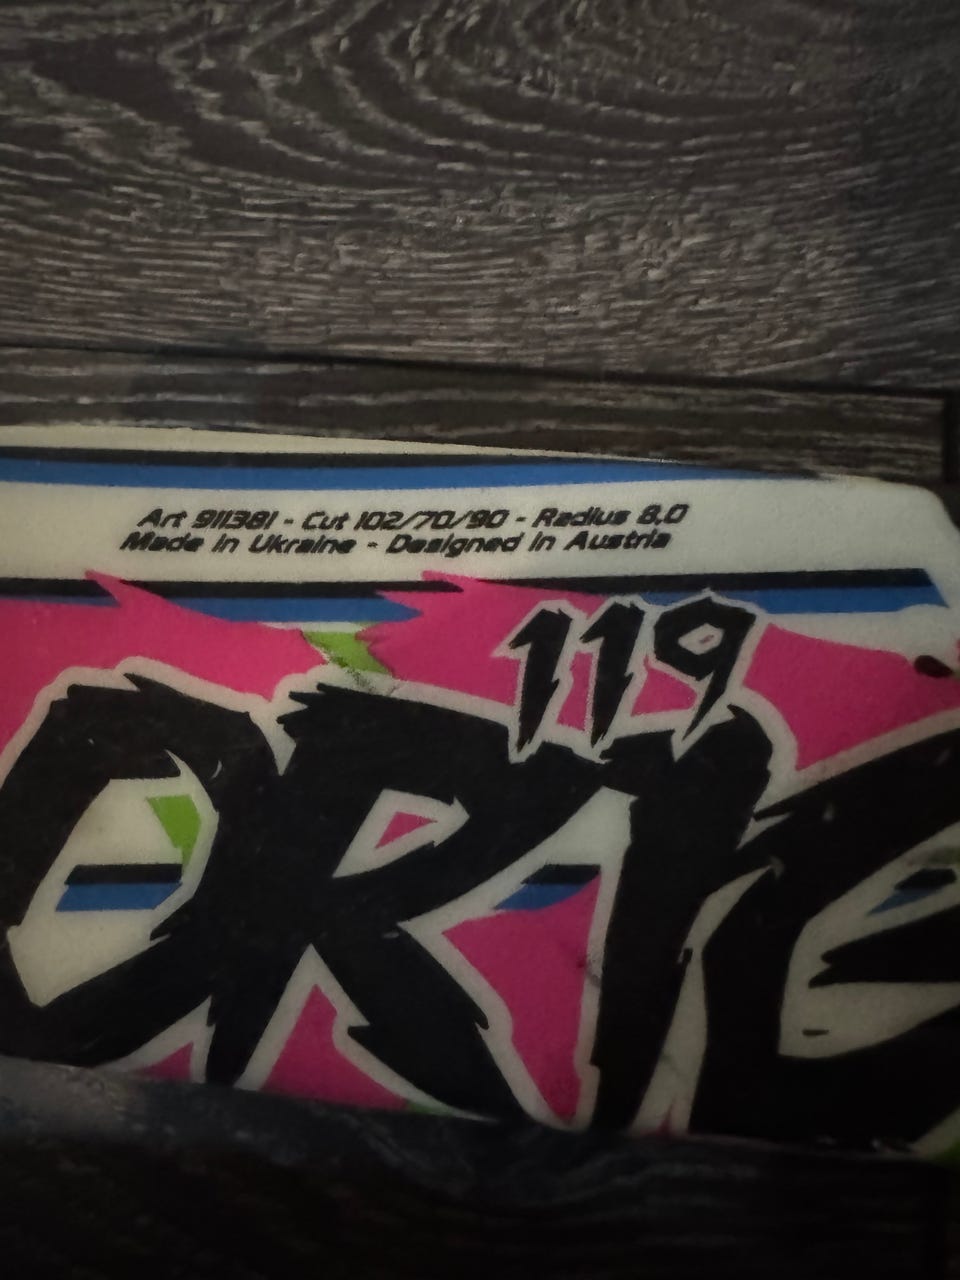 Art 911381 - Cut 102/70/90 - Radius 8.0
Made in Ukraine - Designed in Austria
119